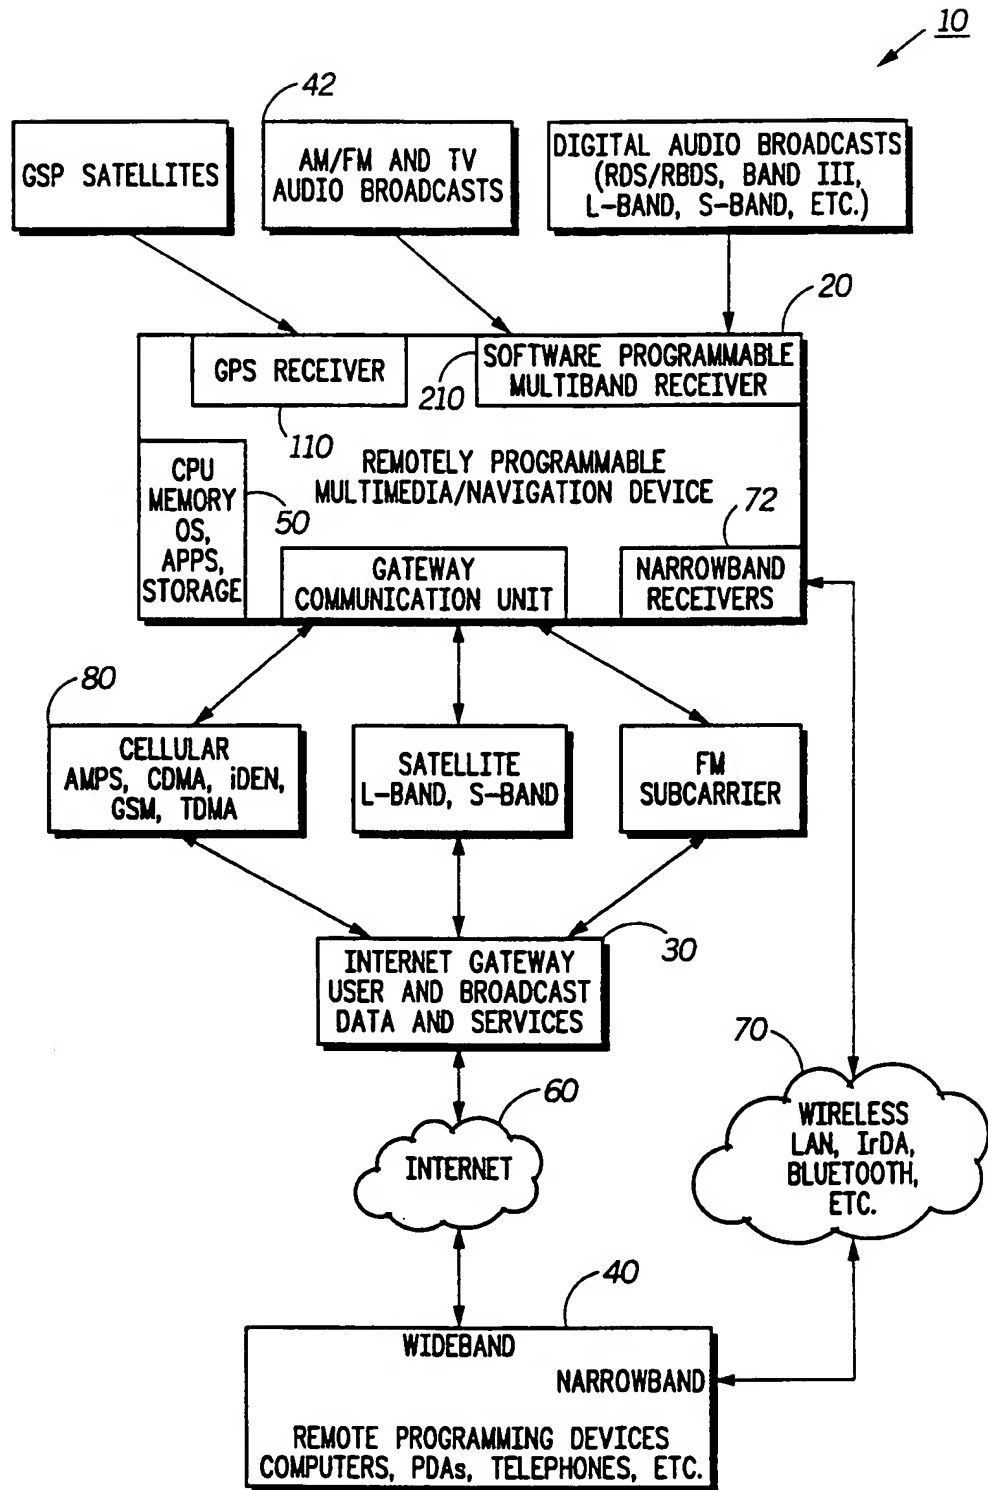 10
42
GSP SATELLITES
AM/FM AND TV
AUDIO BROADCASTS
DIGITAL AUDIO BROADCASTS
(RDS/RBDS, BAND III,
L-BAND, S-BAND, ETC.)
20
GPS RECEIVER
110
210
SOFTWARE PROGRAMMABLE
MULTIBAND RECEIVER
REMOTELY PROGRAMMABLE
MULTIMEDIA/NAVIGATION DEVICE
CPU
MEMORY
OS,
APPS,
STORAGE
50
72
GATEWAY
COMMUNICATION UNIT
NARROWBAND
RECEIVERS
80
CELLULAR
AMPS, CDMA, iDEN,
GSM, TDMA
SATELLITE
L-BAND, S-BAND
FM
SUBCARRIER
30
INTERNET GATEWAY
USER AND BROADCAST
DATA AND SERVICES
60
INTERNET
70
WIRELESS
LAN, IrDA,
BLUETOOTH,
ETC.
40
WIDEBAND
NARROWBAND
REMOTE PROGRAMMING DEVICES
COMPUTERS, PDAs, TELEPHONES, ETC.